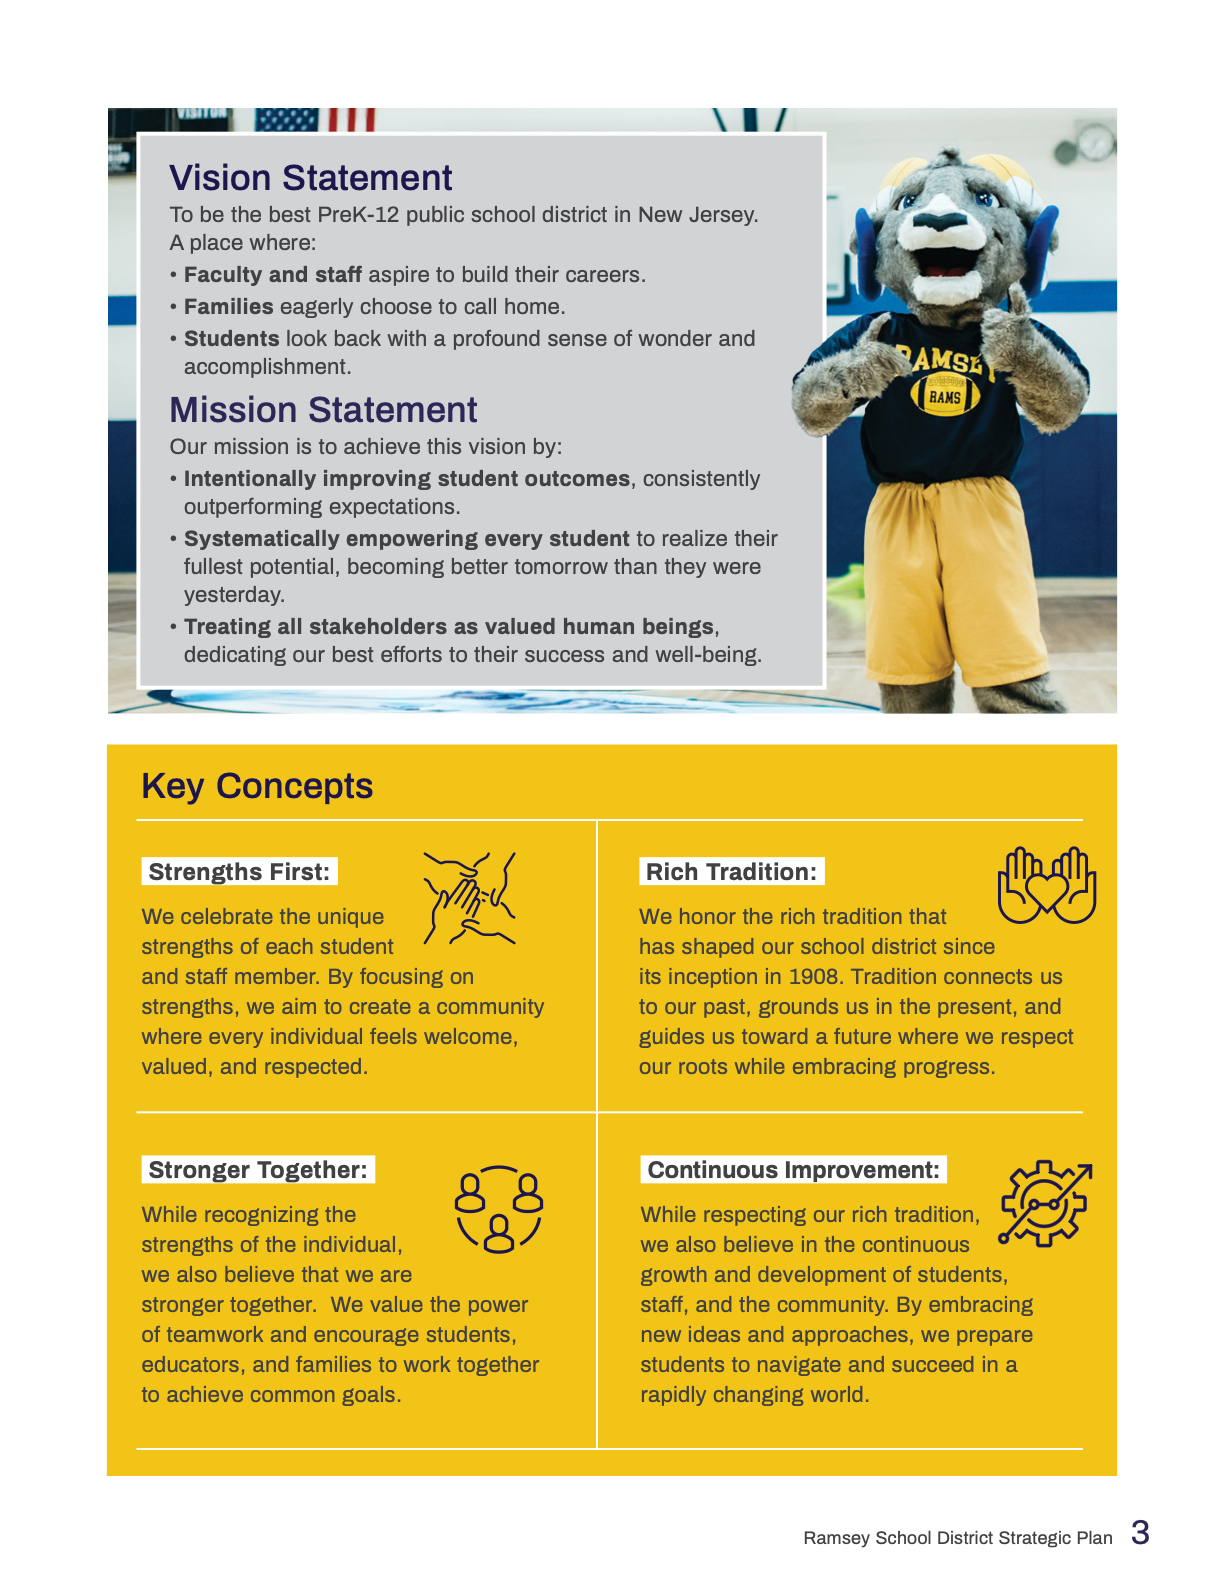 VISITOR
Vision Statement
To be the best PreK-12 public school district in New Jersey.
A place where:
• Faculty and staff aspire to build their careers.
• Families eagerly choose to call home.
• Students look back with a profound sense of wonder and
accomplishment.
Mission Statement
Our mission is to achieve this vision by:
• Intentionally improving student outcomes, consistently
outperforming expectations.
• Systematically empowering every student to realize their
fullest potential, becoming better tomorrow than they were
yesterday.
• Treating all stakeholders as valued human beings,
dedicating our best efforts to their success and well-being.
RAMSEY
RAMS
Key Concepts
Strengths First:
We celebrate the unique
strengths of each student
and staff member. By focusing on
strengths, we aim to create a community
where every individual feels welcome,
valued, and respected.
Rich Tradition:
We honor the rich tradition that
has shaped our school district since
its inception in 1908. Tradition connects us
to our past, grounds us in the present, and
guides us toward a future where we respect
our roots while embracing progress.
Stronger Together:
While recognizing the
strengths of the individual,
we also believe that we are
stronger together.  We value the power
of teamwork and encourage students,
educators, and families to work together
to achieve common goals.
Continuous Improvement:
While respecting our rich tradition,
we also believe in the continuous
growth and development of students,
staff, and the community. By embracing
new ideas and approaches, we prepare
students to navigate and succeed in a
rapidly changing world.
Ramsey School District Strategic Plan 3